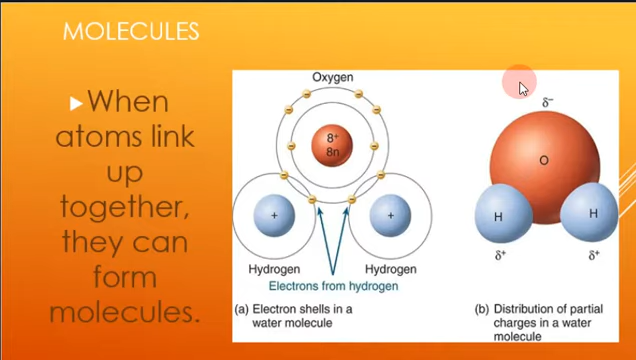 MOLECULES
When
atoms link
up
together,
they can
form
molecules.
Oxygen
8+
8n
+
+
Hydrogen
Hydrogen
Electrons from hydrogen
(a) Electron shells in a
water molecule
δ–
O
H
H
δ+
δ+
(b) Distribution of partial
charges in a water
molecule